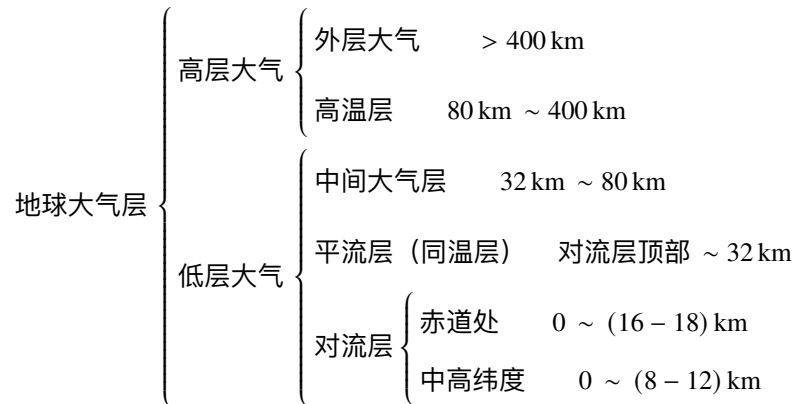 外层大气 > 400 km
高层大气
高温层 80 km ~ 400 km
中间大气层 32 km ~ 80 km
地球大气层
平流层（同温层） 对流层顶部 ~ 32 km
低层大气
赤道处 0 ~ (16 − 18) km
对流层
中高纬度 0 ~ (8 − 12) km